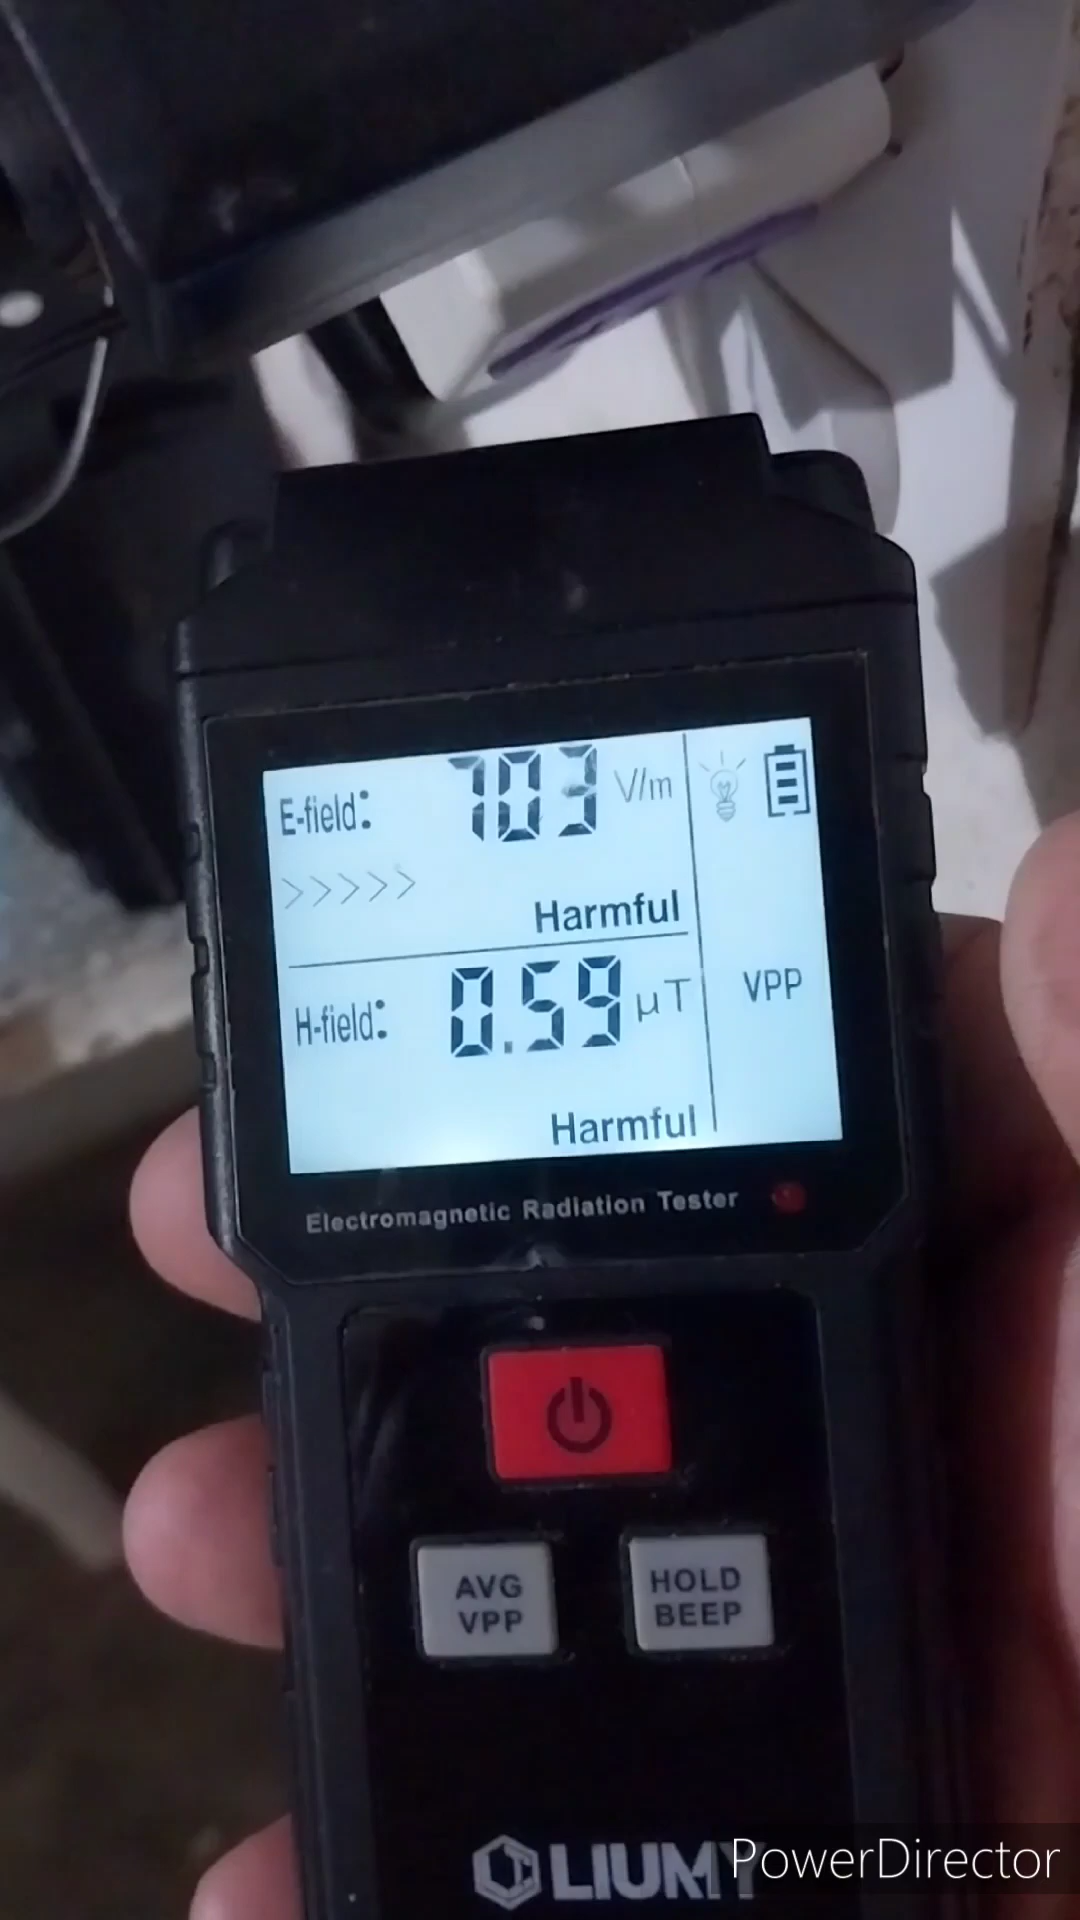 E-field: 703 V/m
>>>>>
Harmful
H-field: 0.59 µT
Harmful
VPP
Electromagnetic Radiation Tester
AVG
VPP
HOLD
BEEP
LIUMY
PowerDirector